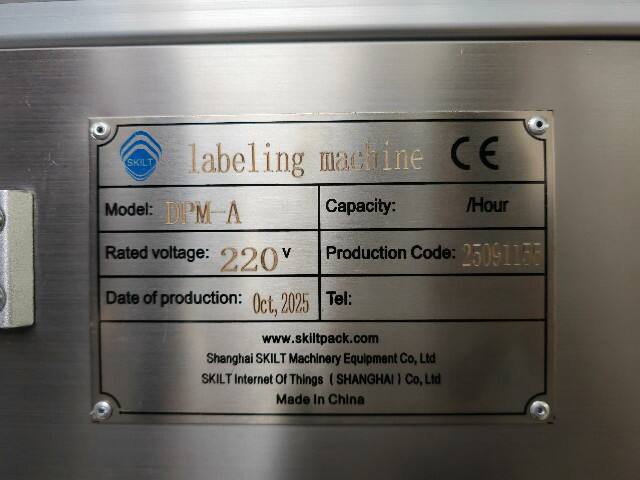 SKILT labeling machine CE
Model: DPM-A Capacity: /Hour
Rated voltage: 220 V Production Code:
Date of production: Oct, 2025 Tel:
www.skiltpack.com
Shanghai SKILT Machinery Equipment Co, Ltd
SKILT Internet Of Things ( SHANGHAI ) Co, Ltd
Made In China